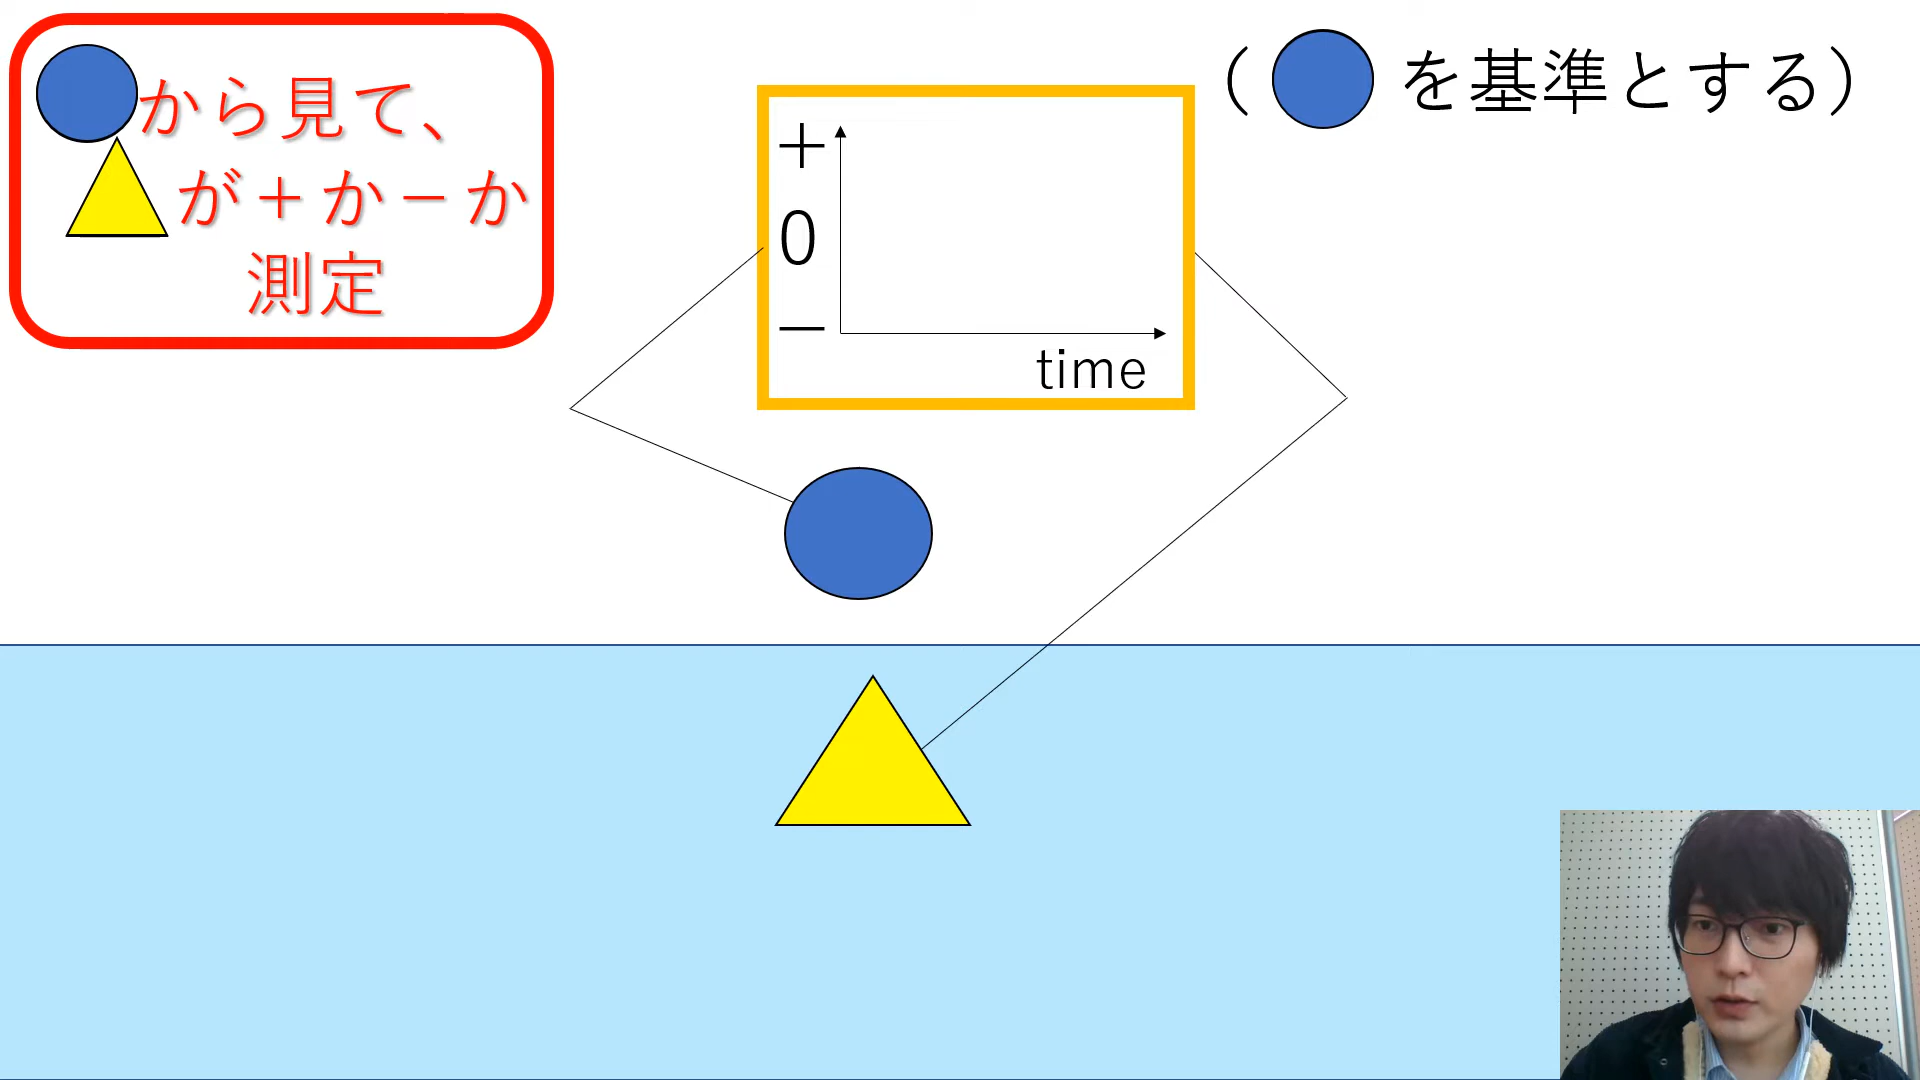 から見て、
が＋か－か
測定
（ を基準とする）
＋
0
－
time